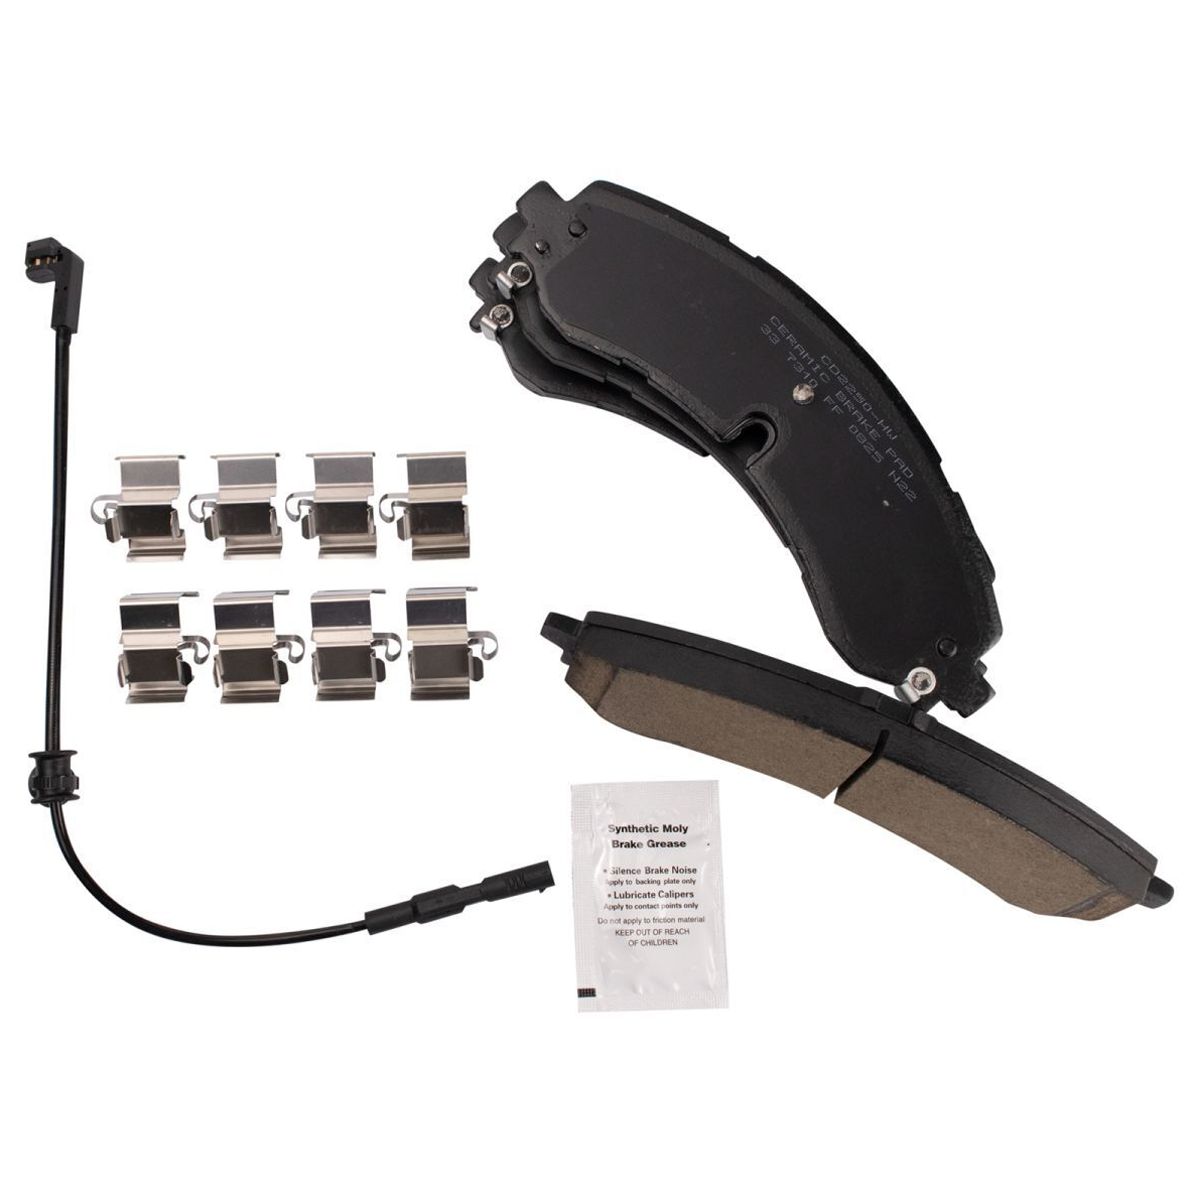 CD2290-HW
CERAMIC BRAKE PAD
33 7310 FF 0825 N22
Synthetic Moly
Brake Grease
• Silence Brake Noise
Apply to backing plate only
• Lubricate Calipers
Apply to contact points only
Do not apply to friction material
KEEP OUT OF REACH
OF CHILDREN